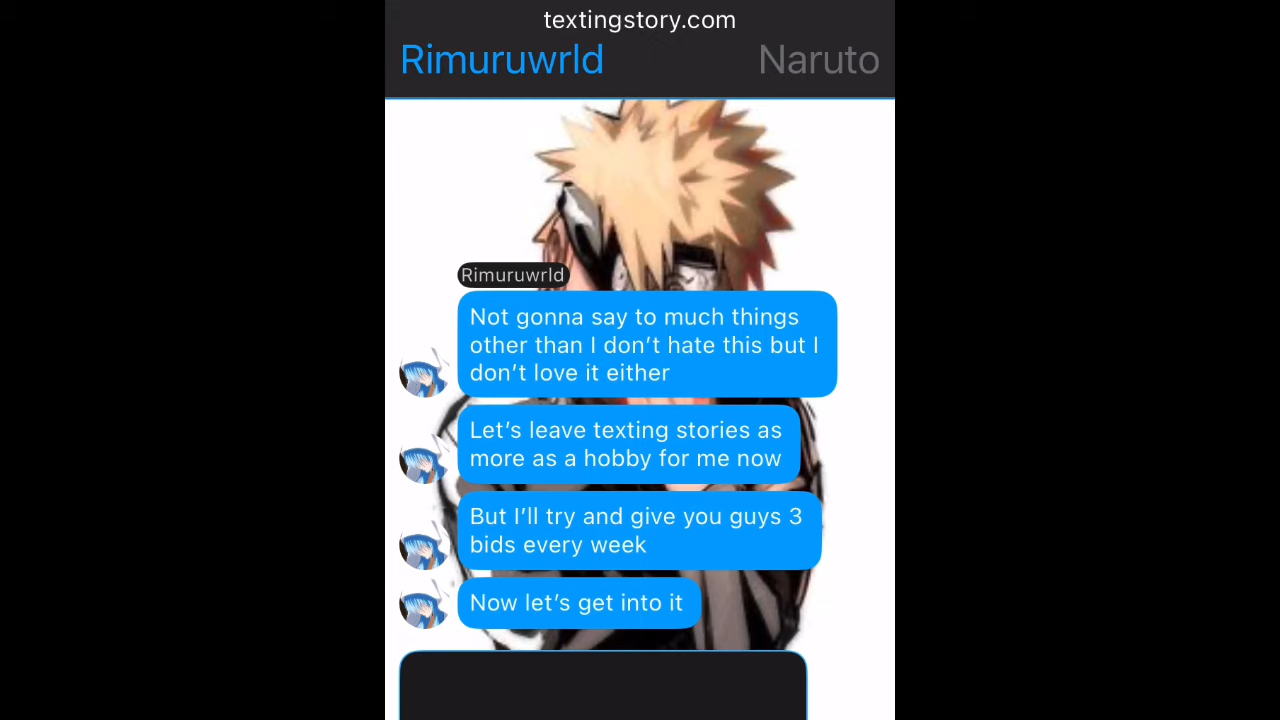 textingstory.com
Rimuruwrld
Naruto
Rimuruwrld
Not gonna say to much things
other than I don’t hate this but I
don’t love it either
Let’s leave texting stories as
more as a hobby for me now
But I’ll try and give you guys 3
bids every week
Now let’s get into it